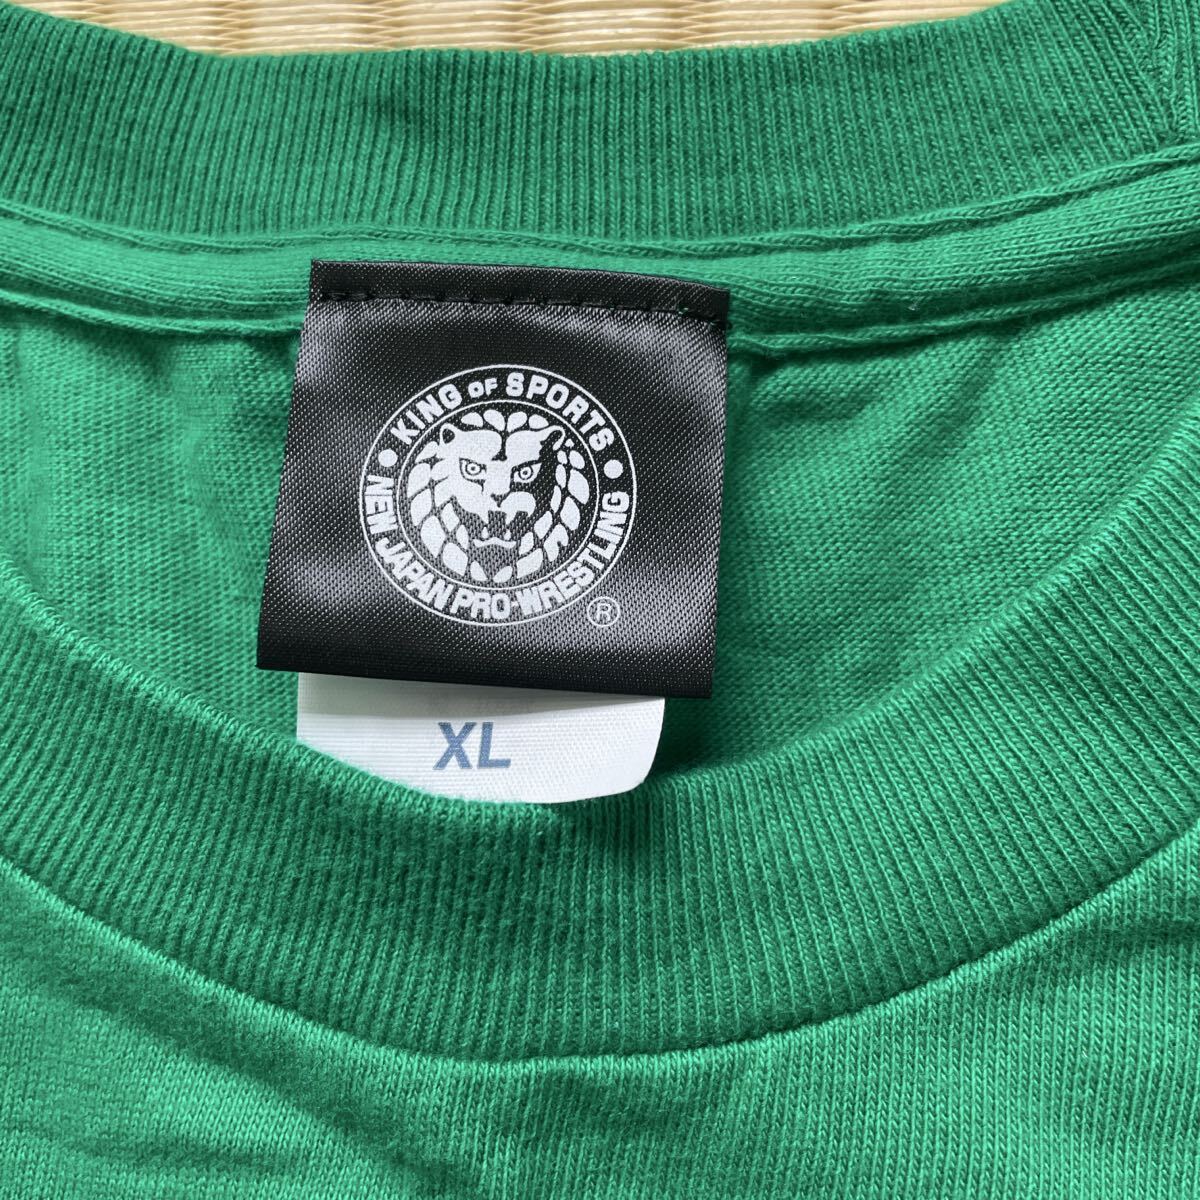 KING OF SPORTS
NEW JAPAN PRO-WRESTLING
®
XL